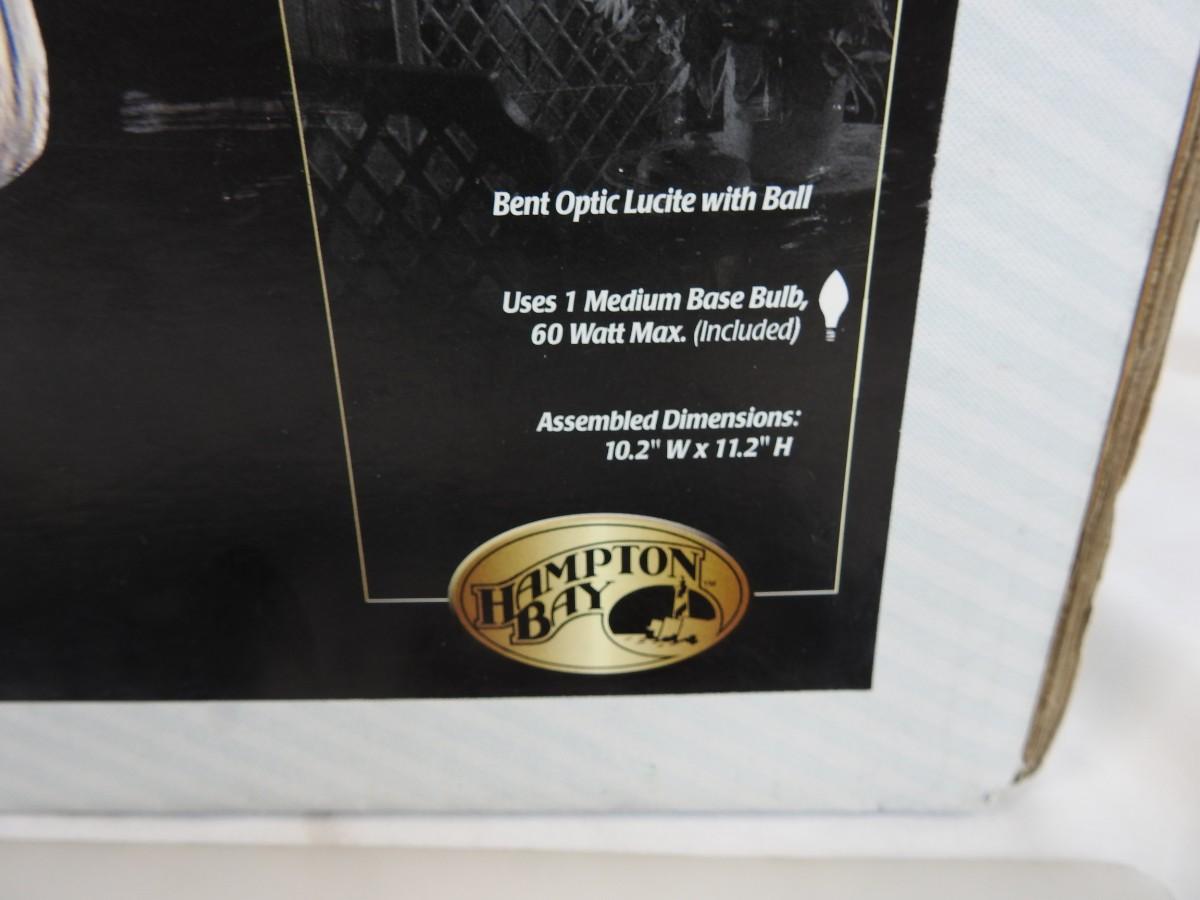 Bent Optic Lucite with Ball
Uses 1 Medium Base Bulb,
60 Watt Max. (Included)
Assembled Dimensions:
10.2" W x 11.2" H
HAMPTON
BAY
TM